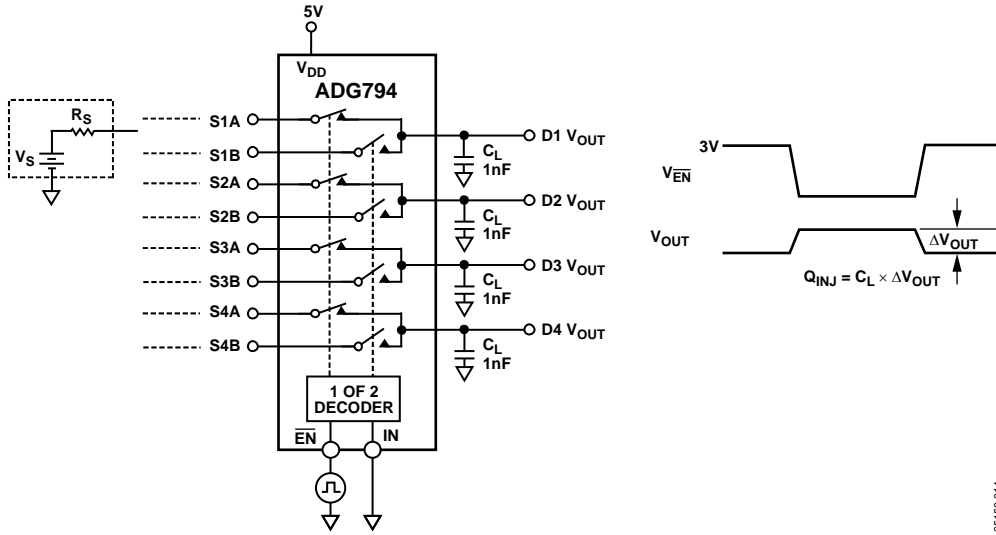 5V
VDD
ADG794
RS
VS
S1A
S1B
S2A
S2B
S3A
S3B
S4A
S4B
D1 VOUT
CL
1nF
D2 VOUT
CL
1nF
D3 VOUT
CL
1nF
D4 VOUT
CL
1nF
1 OF 2
DECODER
EN
IN
3V
VEN
VOUT
ΔVOUT
QINJ = CL × ΔVOUT